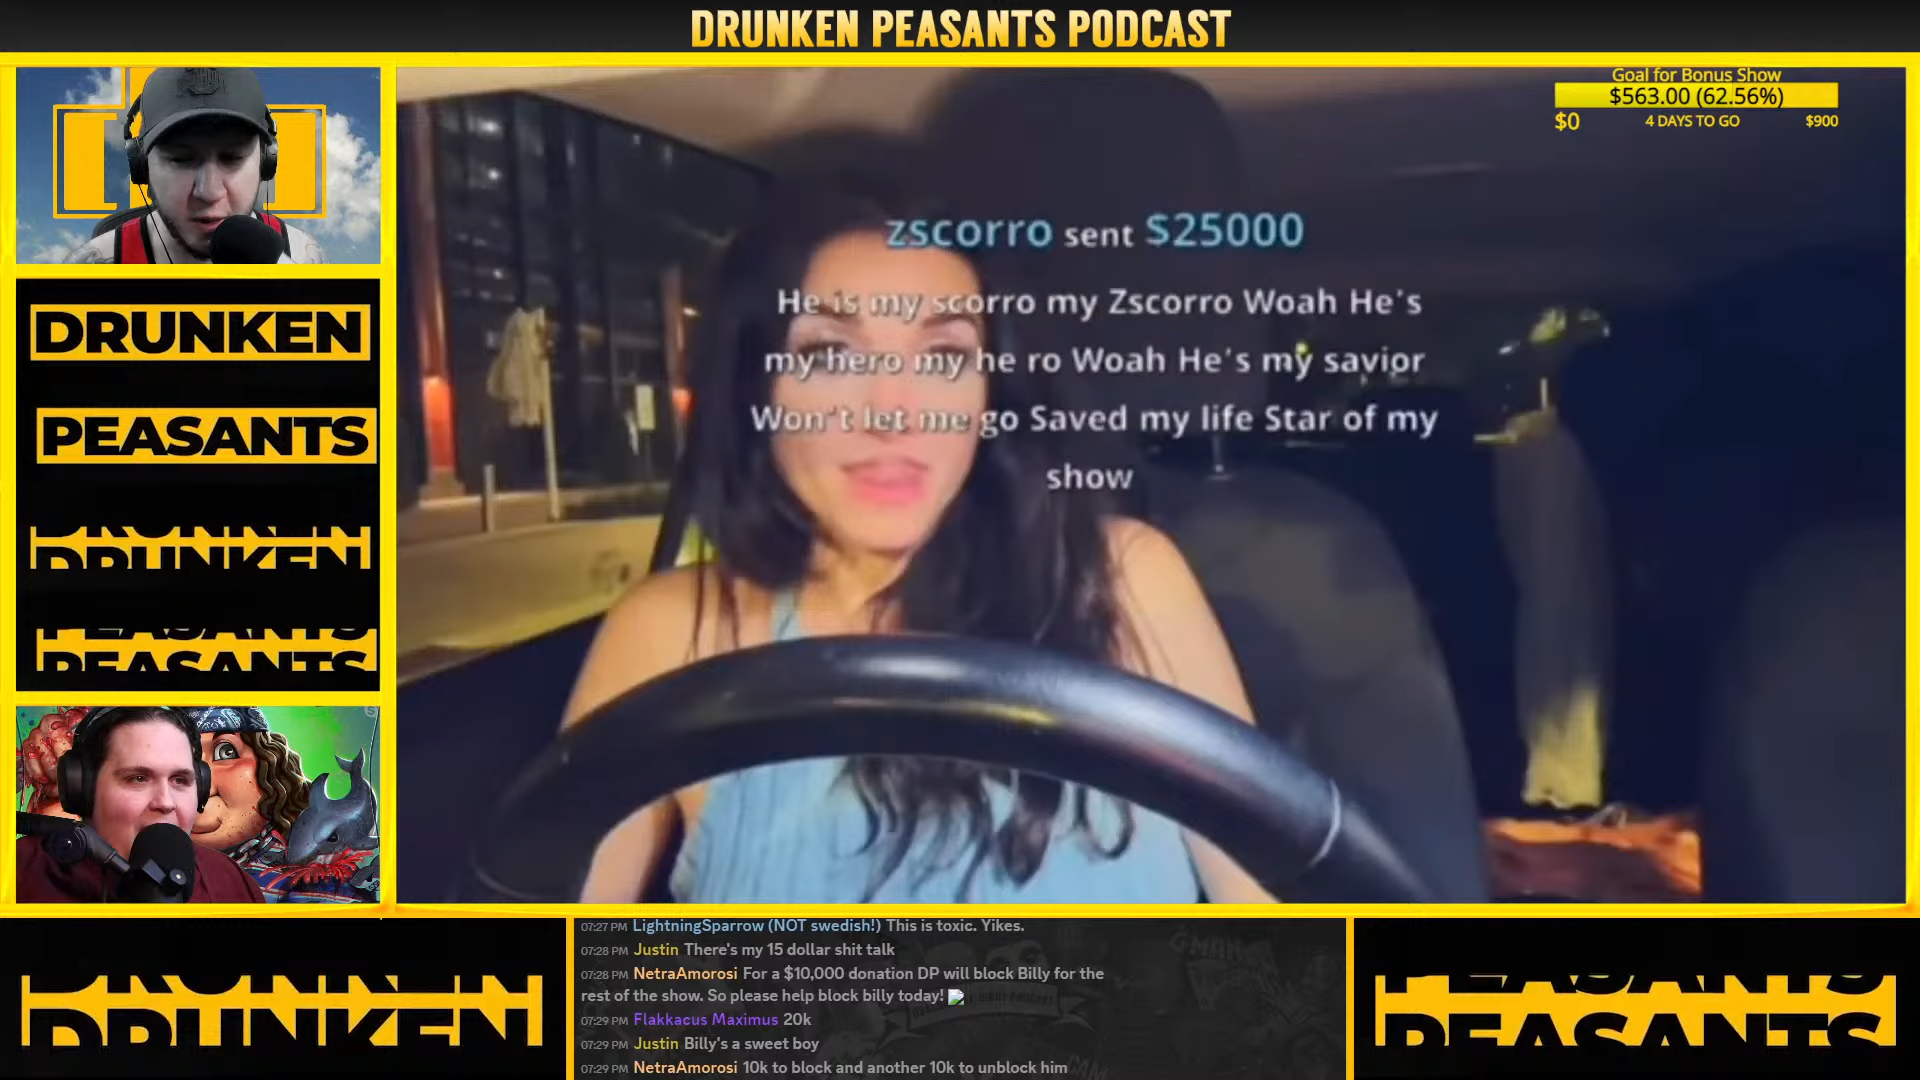 DRUNKEN PEASANTS PODCAST
Goal for Bonus Show
$563.00 (62.56%)
$0 4 DAYS TO GO $900
zscorro sent $25000
He is my scorro my Zscorro Woah He's
my hero my he ro Woah He's my savior
Won't let me go Saved my life Star of my
show
DRUNKEN
PEASANTS
DRUNKEN
PEASANTS
07:27 PM LightningSparrow (NOT swedish!) This is toxic. Yikes.
07:28 PM Justin There's my 15 dollar shit talk
07:28 PM NetraAmorosi For a $10,000 donation DP will block Billy for the
rest of the show. So please help block billy today!
07:29 PM Flakkacus Maximus 20k
07:29 PM Justin Billy's a sweet boy
07:29 PM NetraAmorosi 10k to block and another 10k to unblock him
DRUNKEN
PEASANTS